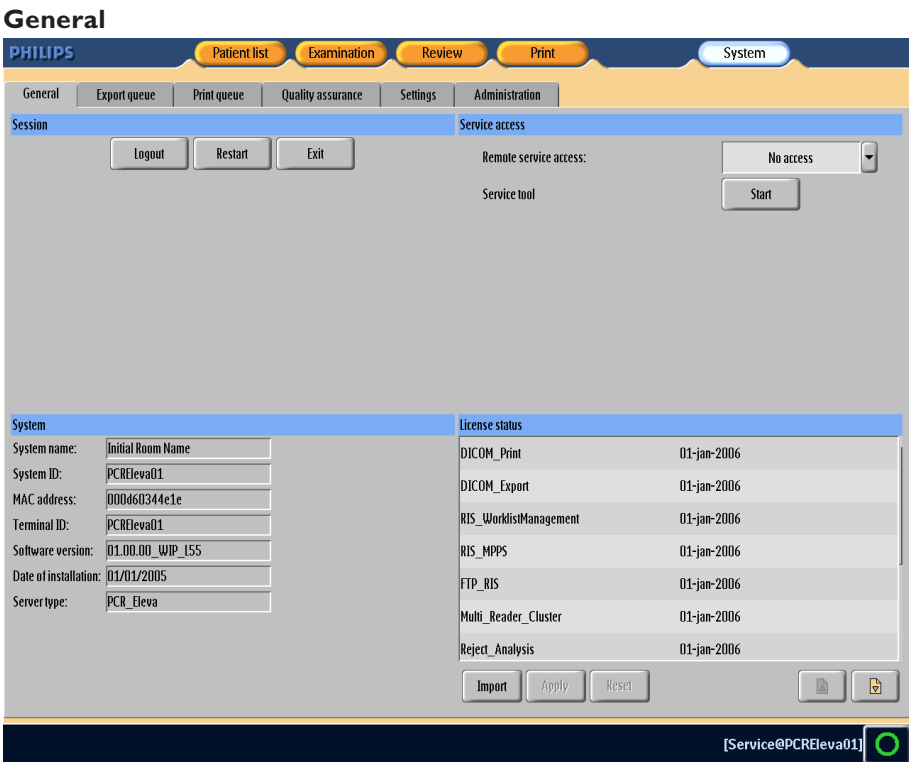 General
PHILIPS
Patient list Examination Review Print System
General Export queue Print queue Quality assurance Settings Administration
Session
Logout Restart Exit
Service access
Remote service access: No access
Service tool Start
System
System name: Initial Room Name
System ID: PCREleva01
MAC address: 000d60344e1e
Terminal ID: PCREleva01
Software version: 01.00.00_WIP_L55
Date of installation: 01/01/2005
Server type: PCR_Eleva
License status
DICOM_Print 01-jan-2006
DICOM_Export 01-jan-2006
RIS_WorklistManagement 01-jan-2006
RIS_MPPS 01-jan-2006
FTP_RIS 01-jan-2006
Multi_Reader_Cluster 01-jan-2006
Reject_Analysis 01-jan-2006
Import Apply Reset
[Service@PCREleva01]